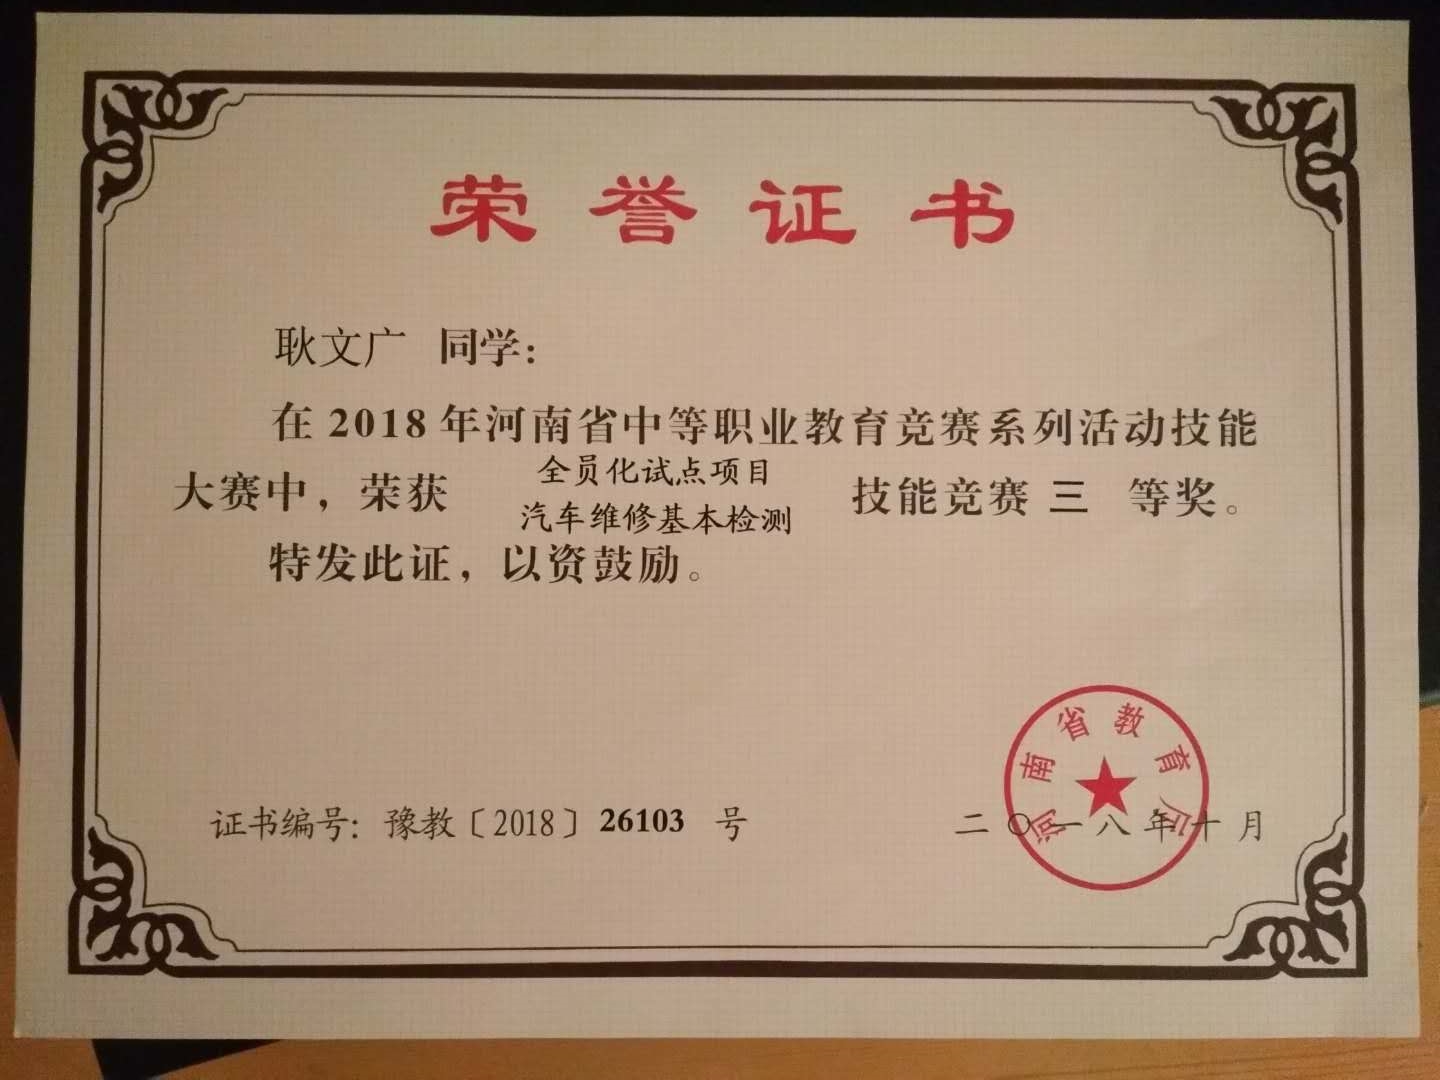 荣誉证书
耿文广 同学：
在2018年河南省中等职业教育竞赛系列活动技能
大赛中，荣获 全员化试点项目 技能竞赛 三 等奖。
汽车维修基本检测
特发此证，以资鼓励。
河南省教育厅
证书编号：豫教〔2018〕26103 号
二〇一八年十月